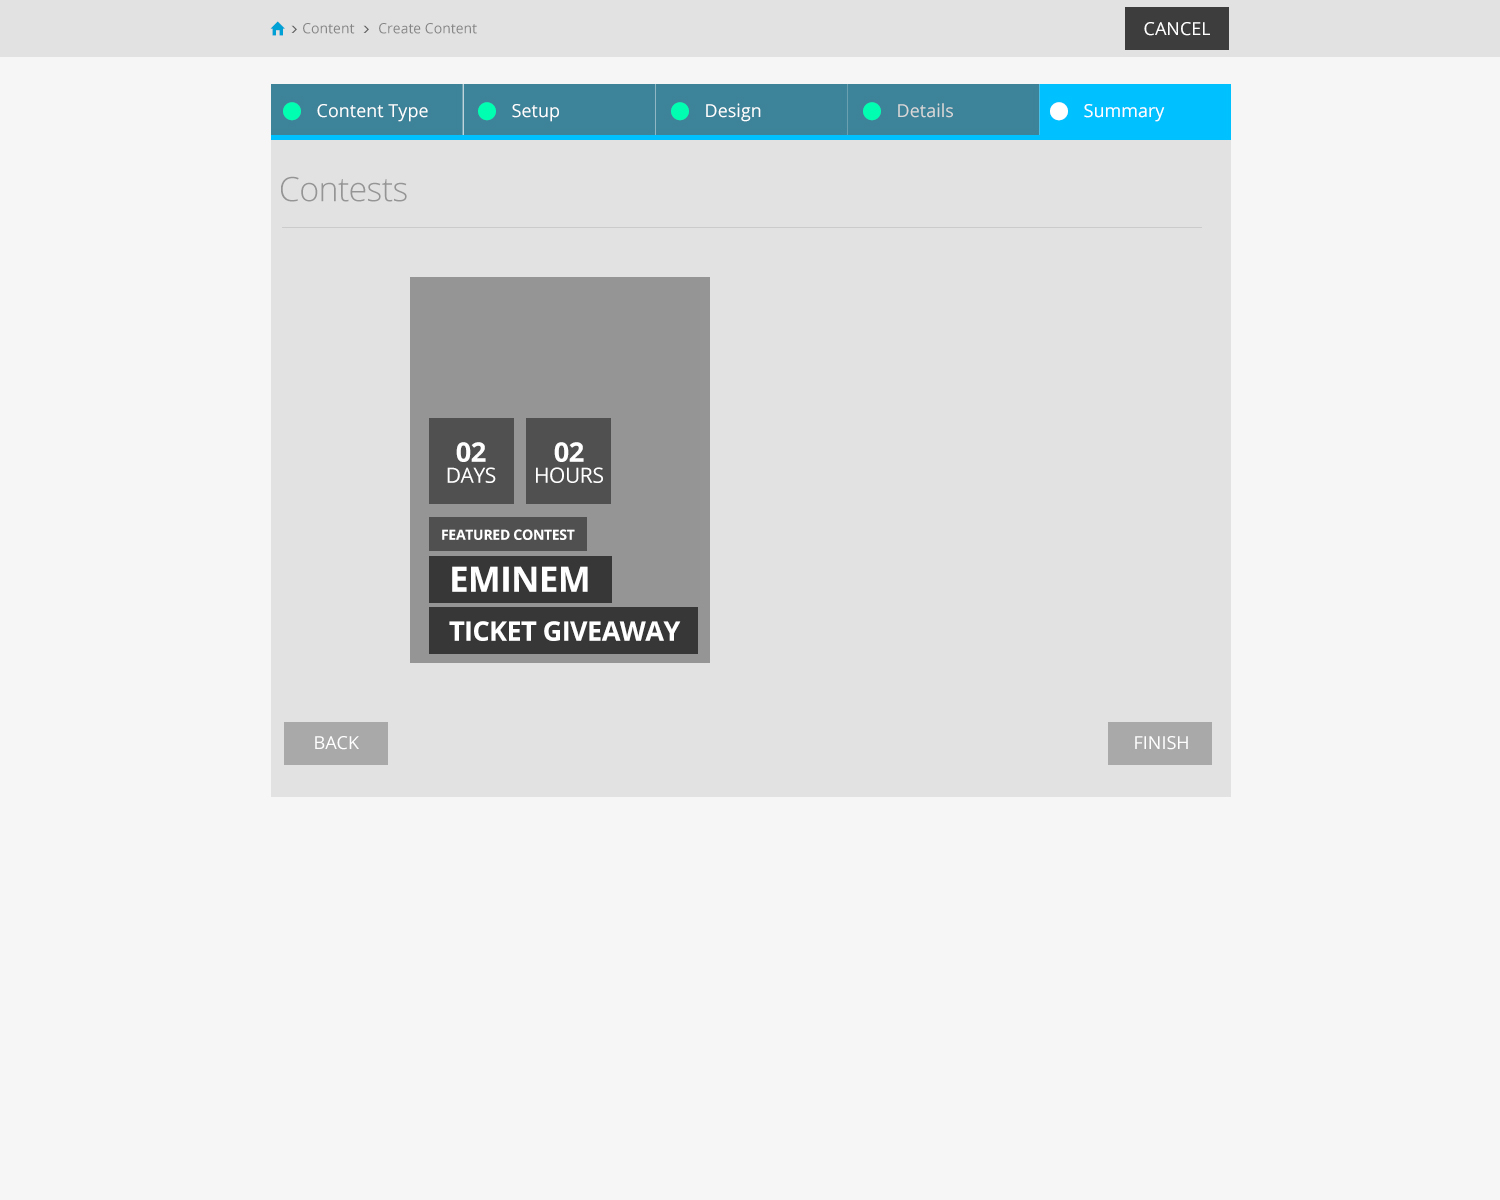 Content Create Content
CANCEL
Content Type Setup Design Details Summary
Contests
02 02
DAYS HOURS
FEATURED CONTEST
EMINEM
TICKET GIVEAWAY
BACK FINISH